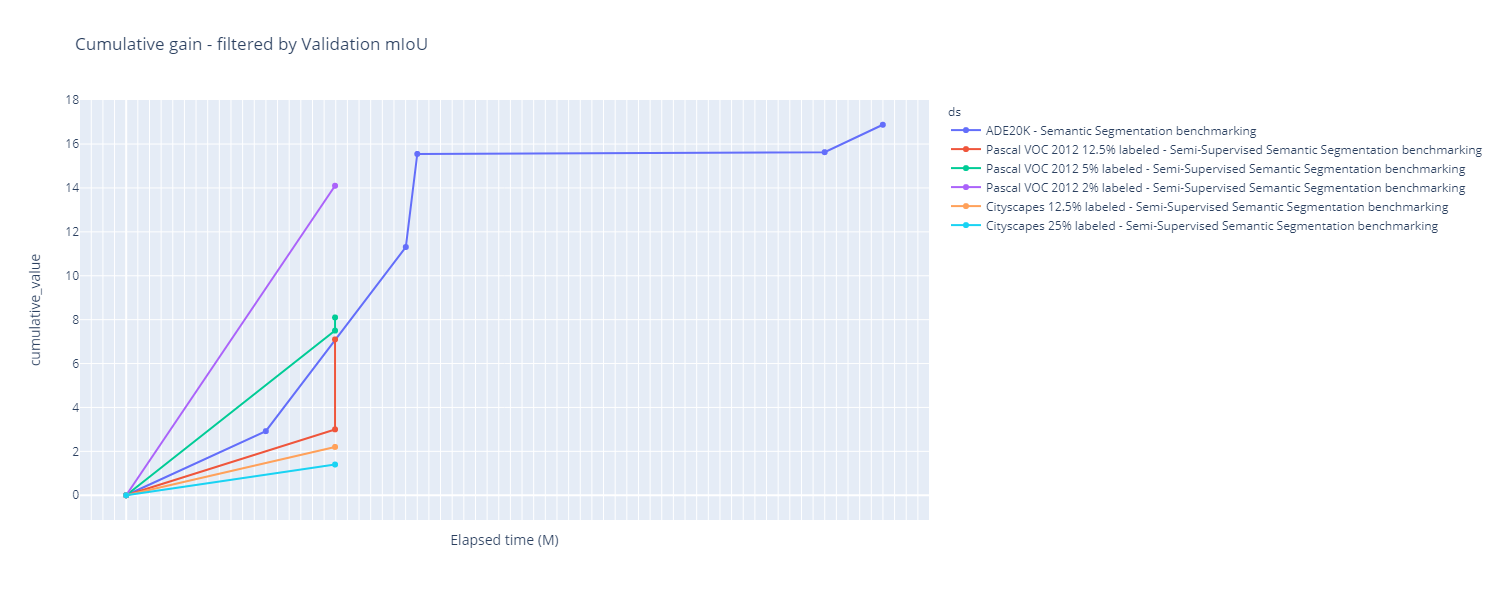 Cumulative gain - filtered by Validation mIoU
18
16
14
12
10
8
6
4
2
0
cumulative_value
Elapsed time (M)
ds
ADE20K - Semantic Segmentation benchmarking
Pascal VOC 2012 12.5% labeled - Semi-Supervised Semantic Segmentation benchmarking
Pascal VOC 2012 5% labeled - Semi-Supervised Semantic Segmentation benchmarking
Pascal VOC 2012 2% labeled - Semi-Supervised Semantic Segmentation benchmarking
Cityscapes 12.5% labeled - Semi-Supervised Semantic Segmentation benchmarking
Cityscapes 25% labeled - Semi-Supervised Semantic Segmentation benchmarking